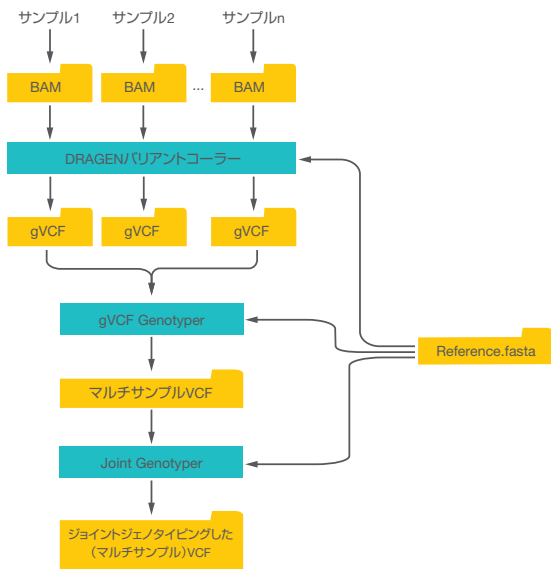 サンプル1 サンプル2 サンプルn
BAM BAM ... BAM
DRAGENバリアントコーラー
gVCF gVCF gVCF
gVCF Genotyper
Reference.fasta
マルチサンプルVCF
Joint Genotyper
ジョイントジェノタイピングした
（マルチサンプル）VCF